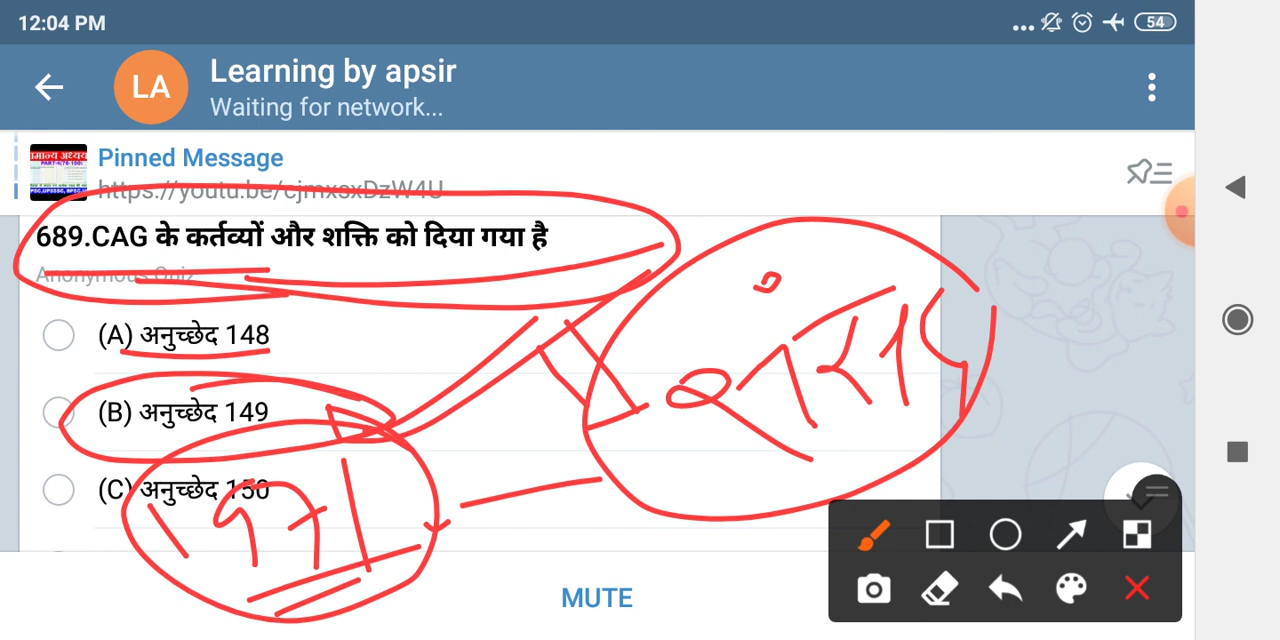 12:04 PM
54
LA
Learning by apsir
Waiting for network...
Pinned Message
https://youtu.be/cjmxsxDzW4U
689.CAG के कर्तव्यों और शक्ति को दिया गया है
Anonymous Quiz
(A) अनुच्छेद 148
(B) अनुच्छेद 149
(C) अनुच्छेद 150
1971
MUTE